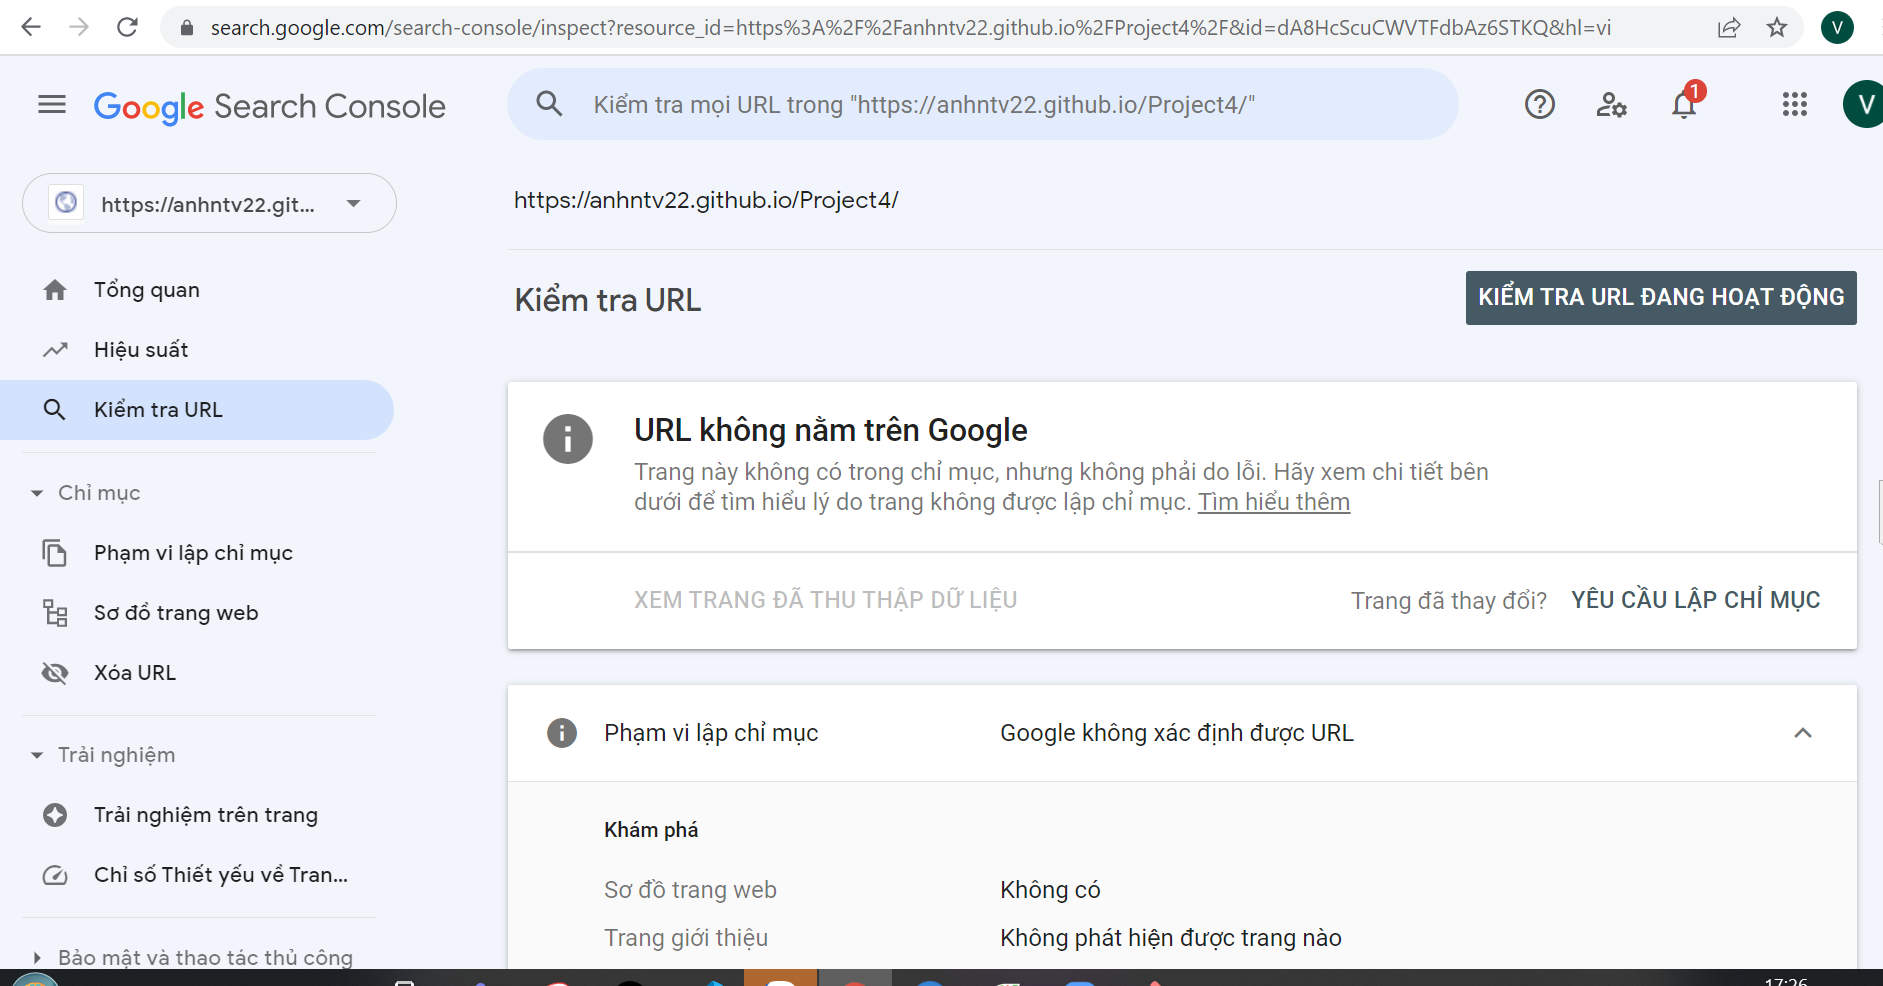 search.google.com/search-console/inspect?resource_id=https%3A%2F%2Fanhntv22.github.io%2FProject4%2F&id=dA8HcScuCWVTFdbAz6STKQ&hl=vi
V
Google Search Console
Kiểm tra mọi URL trong "https://anhntv22.github.io/Project4/"
1
V
https://anhntv22.git...
https://anhntv22.github.io/Project4/
Tổng quan
Hiệu suất
Kiểm tra URL
Chỉ mục
Phạm vi lập chỉ mục
Sơ đồ trang web
Xóa URL
Trải nghiệm
Trải nghiệm trên trang
Chỉ số Thiết yếu về Tran...
Bảo mật và thao tác thủ công
Kiểm tra URL
KIỂM TRA URL ĐANG HOẠT ĐỘNG
URL không nằm trên Google
Trang này không có trong chỉ mục, nhưng không phải do lỗi. Hãy xem chi tiết bên
dưới để tìm hiểu lý do trang không được lập chỉ mục. Tìm hiểu thêm
XEM TRANG ĐÃ THU THẬP DỮ LIỆU
Trang đã thay đổi? YÊU CẦU LẬP CHỈ MỤC
Phạm vi lập chỉ mục
Google không xác định được URL
Khám phá
Sơ đồ trang web
Không có
Trang giới thiệu
Không phát hiện được trang nào
17:26